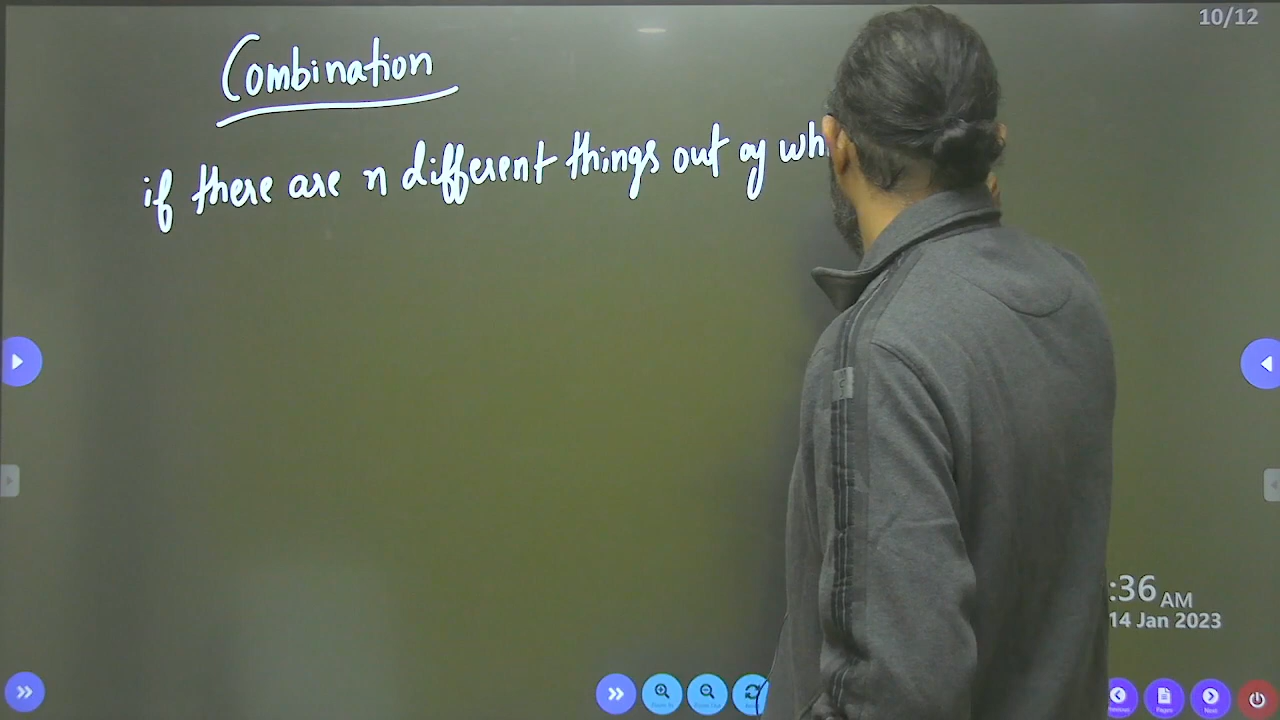 10/12
Combination
if there are n different things out of wh
:36 AM
14 Jan 2023